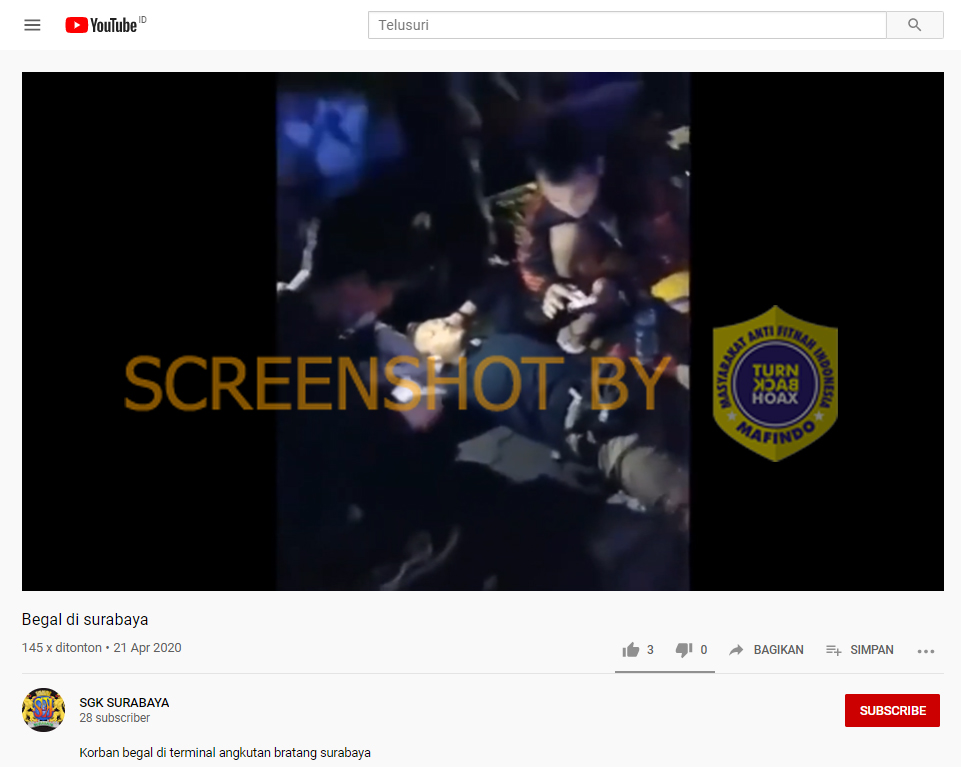 YouTube ID
Telusuri
SCREENSHOT BY
MASYARAKAT ANTI FITNAH INDONESIA
TURN
BACK
HOAX
MAFINDO
Begal di surabaya
145 x ditonton • 21 Apr 2020
3
0
BAGIKAN
SIMPAN
SGK SURABAYA
28 subscriber
SUBSCRIBE
Korban begal di terminal angkutan bratang surabaya